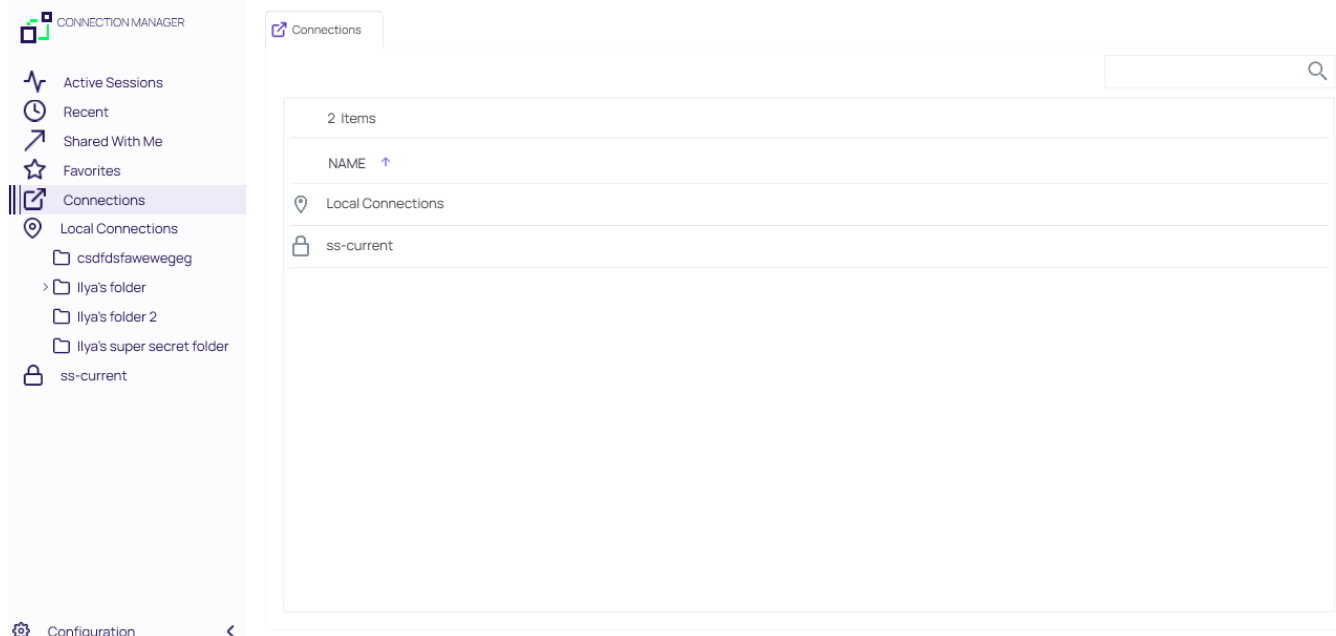 CONNECTION MANAGER
Active Sessions
Recent
Shared With Me
Favorites
Connections
Local Connections
csdfdsfawewegeg
Ilya's folder
Ilya's folder 2
Ilya's super secret folder
ss-current
Configuration
Connections
2 Items
NAME
Local Connections
ss-current